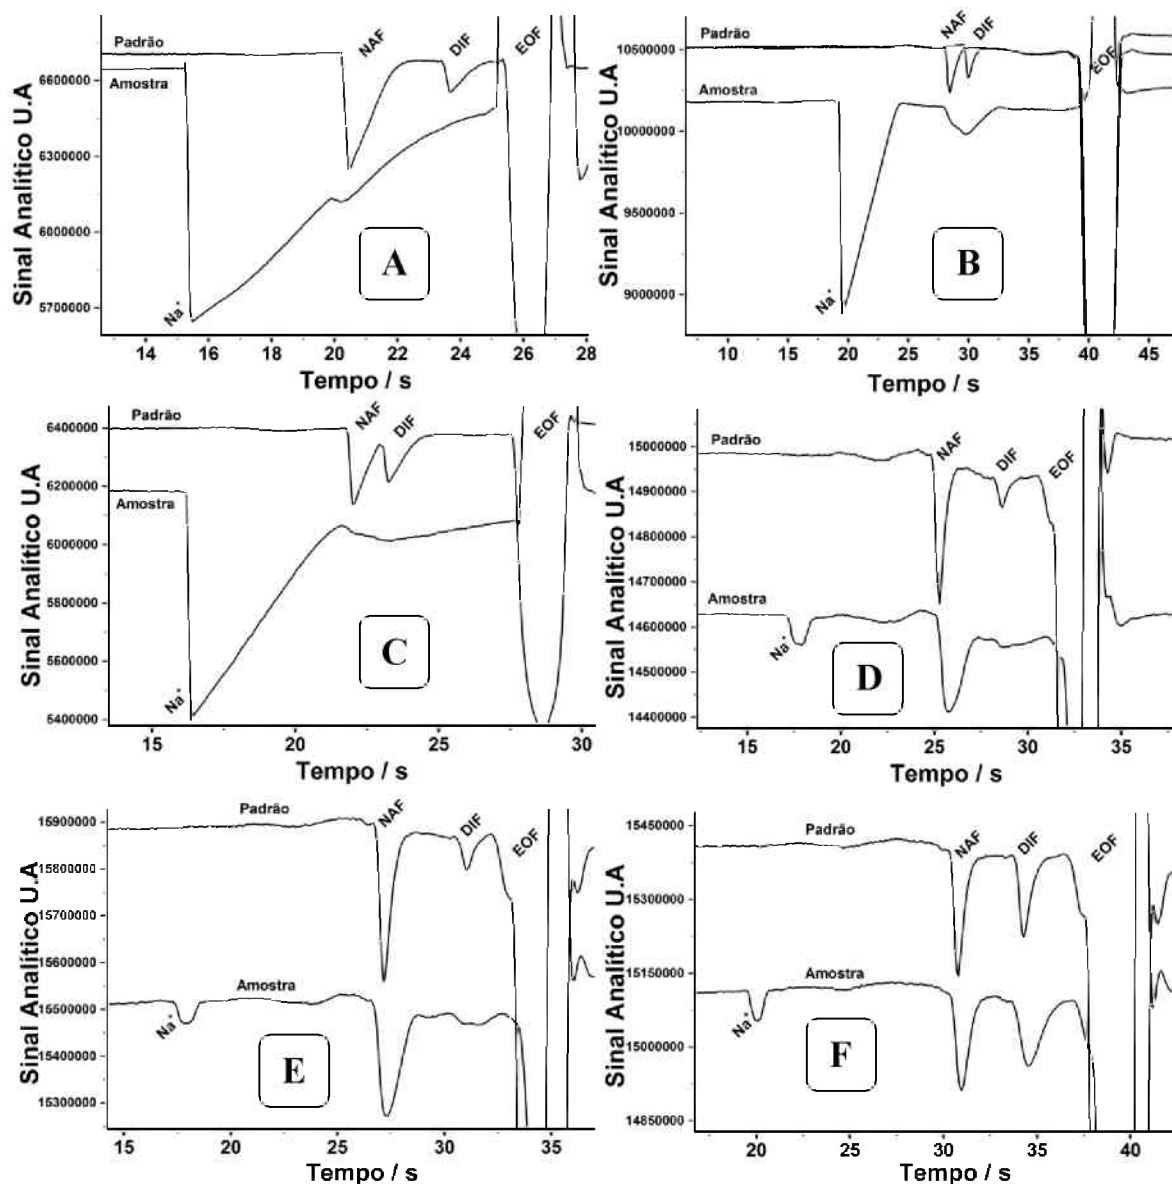 Sinal Analítico U.A
6600000
6300000
6000000
5700000
Padrão
Amostra
NAF
DIF
EOF
Na+
A
14 16 18 20 22 24 26 28
Tempo / s
Sinal Analítico U.A
10500000
10000000
9500000
9000000
Padrão
Amostra
NAF
DIF
EOF
Na+
B
10 15 20 25 30 35 40 45
Tempo / s
Sinal Analítico U.A
6400000
6200000
6000000
5800000
5600000
5400000
Padrão
Amostra
NAF
DIF
EOF
Na+
C
15 20 25 30
Tempo / s
Sinal Analítico U.A
15000000
14900000
14800000
14700000
14600000
14500000
14400000
Padrão
Amostra
NAF
DIF
EOF
Na+
D
15 20 25 30 35
Tempo / s
Sinal Analítico U.A
15900000
15800000
15700000
15600000
15500000
15400000
15300000
Padrão
Amostra
NAF
DIF
EOF
Na+
E
15 20 25 30 35
Tempo / s
Sinal Analítico U.A
15450000
15300000
15150000
15000000
14850000
Padrão
Amostra
NAF
DIF
EOF
Na+
F
20 25 30 35 40
Tempo / s